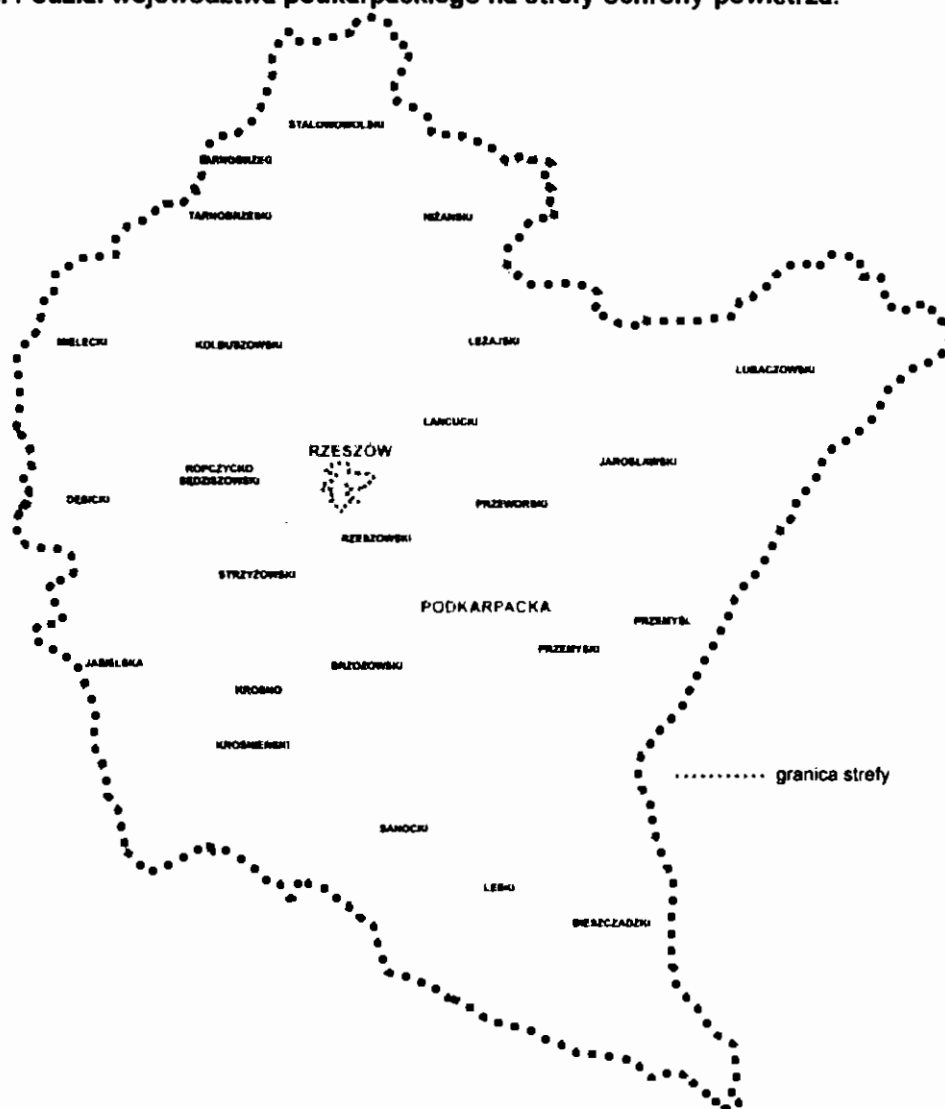 Podział województwa podkarpackiego na strefy ochrony powietrza.
STALOWOWOLSKI
TARNOBRZEG
TARNOBRZESKI
NIŻAŃSKI
MIELECKI
KOLBUSZOWSKI
LEŻAJSKI
LUBACZOWSKI
ŁAŃCUCKI
RZESZÓW
JAROSŁAWSKI
ROPCZYCKO
SĘDZISZOWSKI
DĘBICKI
PRZEWORSKI
RZESZOWSKI
STRZYŻOWSKI
PODKARPACKA
PRZEMYŚL
PRZEMYSKI
JASIELSKA
BRZOZOWSKI
KROSNO
KROŚNIEŃSKI
granica strefy
SANOCKI
LESKI
BIESZCZADZKI